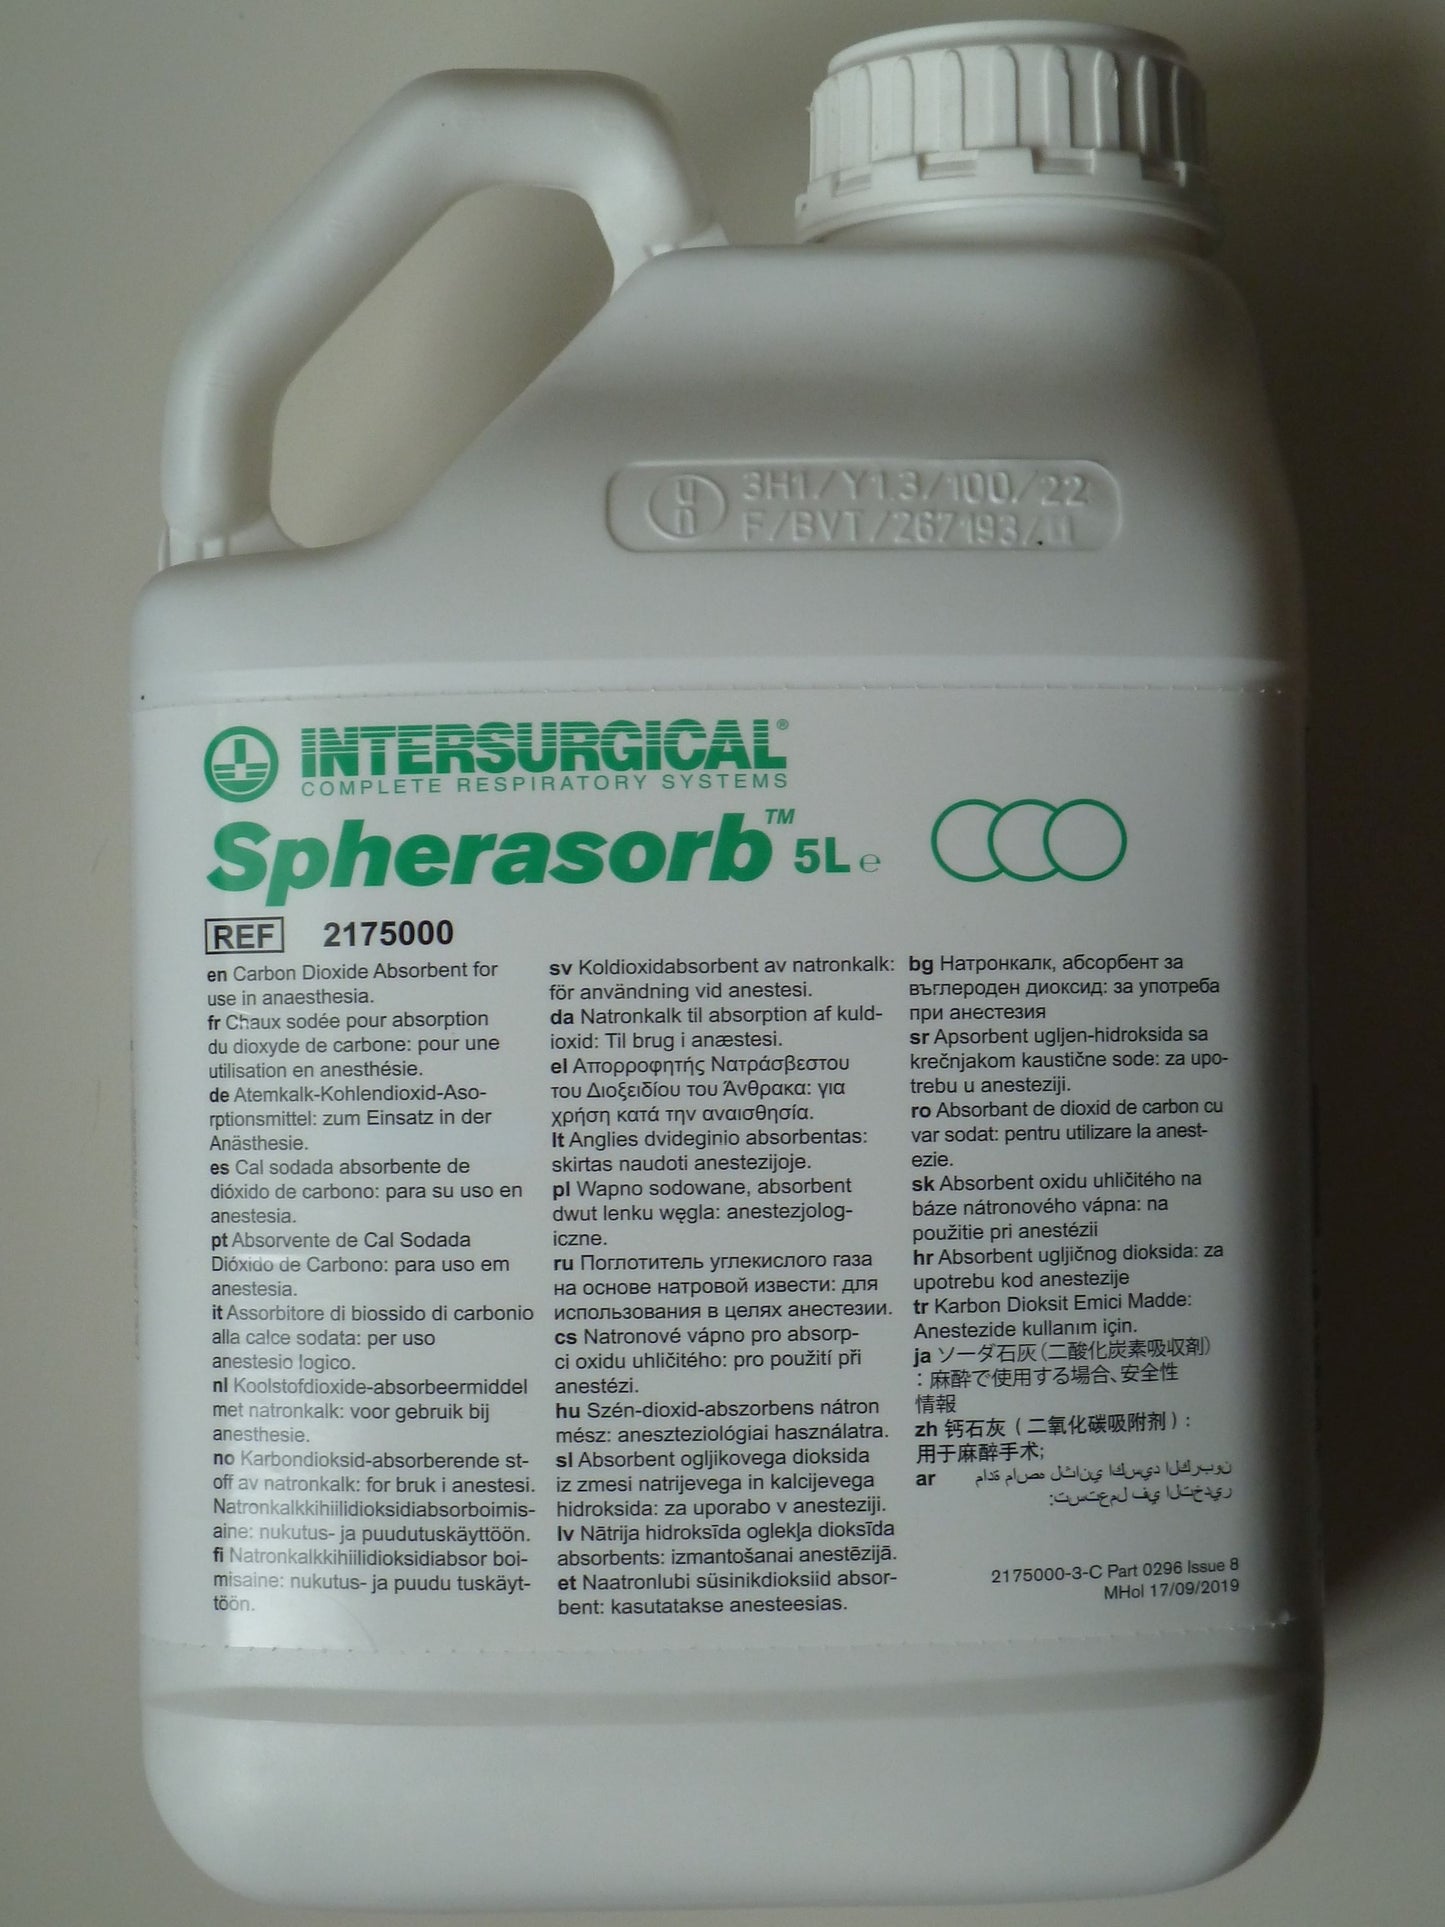 un
3H1/Y1.3/100/22
F/BVT/267193/
INTERSURGICAL®
COMPLETE RESPIRATORY SYSTEMS
Spherasorb™ 5L ℮
REF 2175000
en Carbon Dioxide Absorbent for
use in anaesthesia.
fr Chaux sodée pour absorption
du dioxyde de carbone: pour une
utilisation en anesthésie.
de Atemkalk-Kohlendioxid-Aso-
rptionsmittel: zum Einsatz in der
Anästhesie.
es Cal sodada absorbente de
dióxido de carbono: para su uso en
anestesia.
pt Absorvente de Cal Sodada
Dióxido de Carbono: para uso em
anestesia.
it Assorbitore di biossido di carbonio
alla calce sodata: per uso
anestesio logico.
nl Koolstofdioxide-absorbeermiddel
met natronkalk: voor gebruik bij
anesthesie.
no Karbondioksid-absorberende st-
off av natronkalk: for bruk i anestesi.
Natronkalkkihiilidioksidiabsorboimis-
aine: nukutus- ja puudutuskäyttöön.
fi Natronkalkkihiilidioksidiabsor boi-
misaine: nukutus- ja puudu tuskäyt-
töön.
sv Koldioxidabsorbent av natronkalk:
för användning vid anestesi.
da Natronkalk til absorption af kuld-
ioxid: Til brug i anæstesi.
el Απορροφητής Νατράσβεστου
του Διοξειδίου του Άνθρακα: για
χρήση κατά την αναισθησία.
lt Anglies dvideginio absorbentas:
skirtas naudoti anestezijoje.
pl Wapno sodowane, absorbent
dwut lenku węgla: anestezjolog-
iczne.
ru Поглотитель углекислого газа
на основе натровой извести: для
использования в целях анестезии.
cs Natronové vápno pro absorp-
ci oxidu uhličitého: pro použití při
anestézi.
hu Szén-dioxid-abszorbens nátron
mész: aneszteziológiai használatra.
sl Absorbent ogljikovega dioksida
iz zmesi natrijevega in kalcijevega
hidroksida: za uporabo v anesteziji.
lv Nātrija hidroksīda oglekļa dioksīda
absorbents: izmantošanai anestēzijā.
et Naatronlubi süsinikdioksiid absor-
bent: kasutatakse anesteesias.
bg Натронкалк, абсорбент за
въглероден диоксид: за употреба
при анестезия
sr Apsorbent ugljen-hidroksida sa
krečnjakom kaustične sode: za upo-
trebu u anesteziji.
ro Absorbant de dioxid de carbon cu
var sodat: pentru utilizare la anest-
ezie.
sk Absorbent oxidu uhličitého na
báze nátronového vápna: na
použitie pri anestézii
hr Absorbent ugljičnog dioksida: za
upotrebu kod anestezije
tr Karbon Dioksit Emici Madde:
Anestezide kullanım için.
ja ソーダ石灰（二酸化炭素吸収剤）
：麻酔で使用する場合、安全性
情報
zh 钙石灰（二氧化碳吸附剂）：
用于麻醉手术;
ar
2175000-3-C Part 0296 Issue 8
MHol 17/09/2019